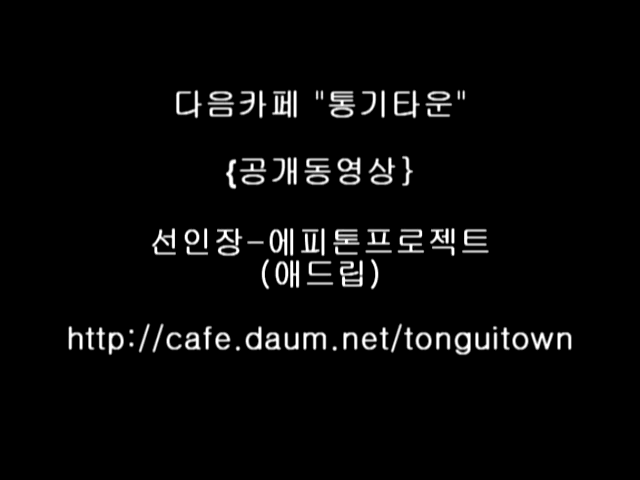 다음카페 "통기타운"
{공개동영상}
선인장-에피톤프로젝트
(애드립)
http://cafe.daum.net/tonguitown